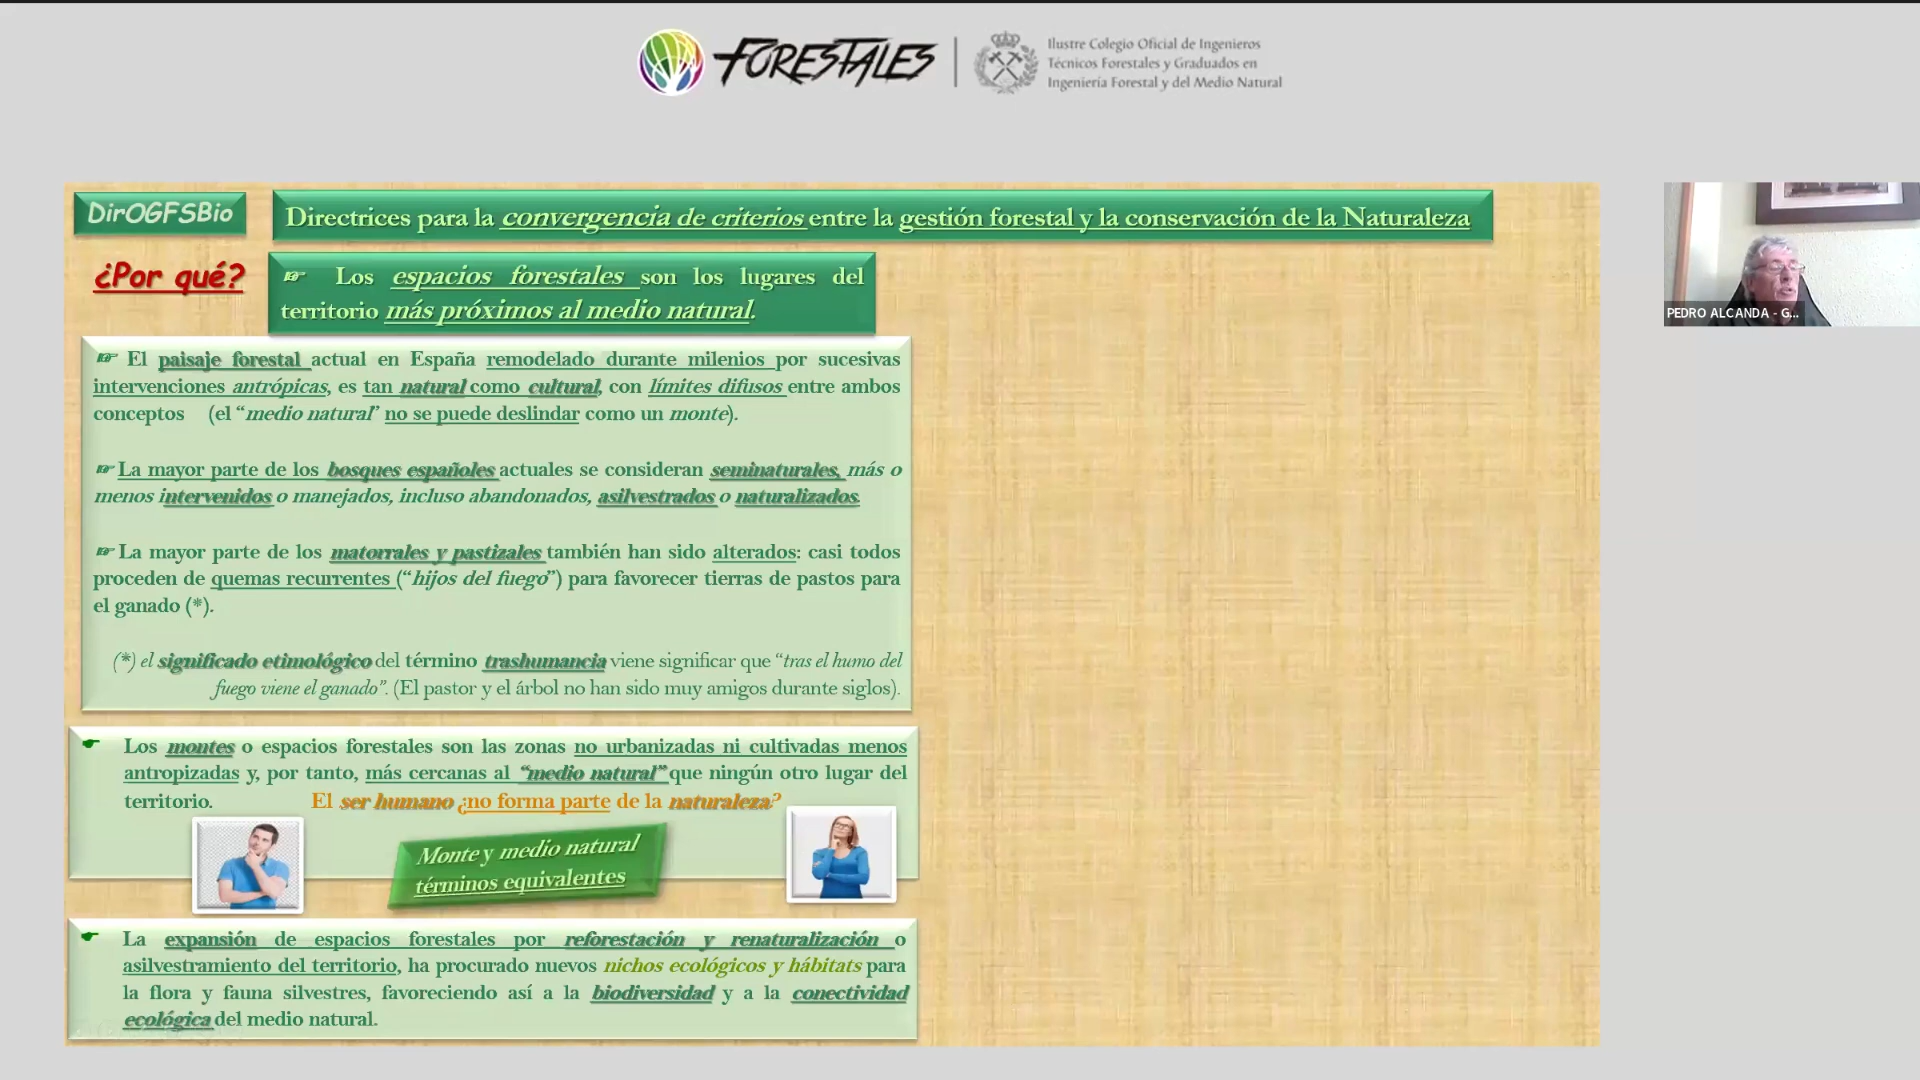 FORESTALES
Ilustre Colegio Oficial de Ingenieros
Técnicos Forestales y Graduados en
Ingeniería Forestal y del Medio Natural
DirOGFSBio
Directrices para la convergencia de criterios entre la gestión forestal y la conservación de la Naturaleza
¿Por qué?
☞ Los espacios forestales son los lugares del
territorio más próximos al medio natural.
☞ El paisaje forestal actual en España remodelado durante milenios por sucesivas
intervenciones antrópicas, es tan natural como cultural, con límites difusos entre ambos
conceptos (el “medio natural” no se puede deslindar como un monte).
☞ La mayor parte de los bosques españoles actuales se consideran seminaturales, más o
menos intervenidos o manejados, incluso abandonados, asilvestrados o naturalizados.
☞ La mayor parte de los matorrales y pastizales también han sido alterados: casi todos
proceden de quemas recurrentes (“hijos del fuego”) para favorecer tierras de pastos para
el ganado (*).
(*) el significado etimológico del término trashumancia viene significar que “tras el humo del
fuego viene el ganado”. (El pastor y el árbol no han sido muy amigos durante siglos).
☛ Los montes o espacios forestales son las zonas no urbanizadas ni cultivadas menos
antropizadas y, por tanto, más cercanas al “medio natural” que ningún otro lugar del
territorio. El ser humano ¿no forma parte de la naturaleza?
Monte y medio natural
términos equivalentes
☛ La expansión de espacios forestales por reforestación y renaturalización o
asilvestramiento del territorio, ha procurado nuevos nichos ecológicos y hábitats para
la flora y fauna silvestres, favoreciendo así a la biodiversidad y a la conectividad
ecológica del medio natural.
PEDRO ALCANDA - G...